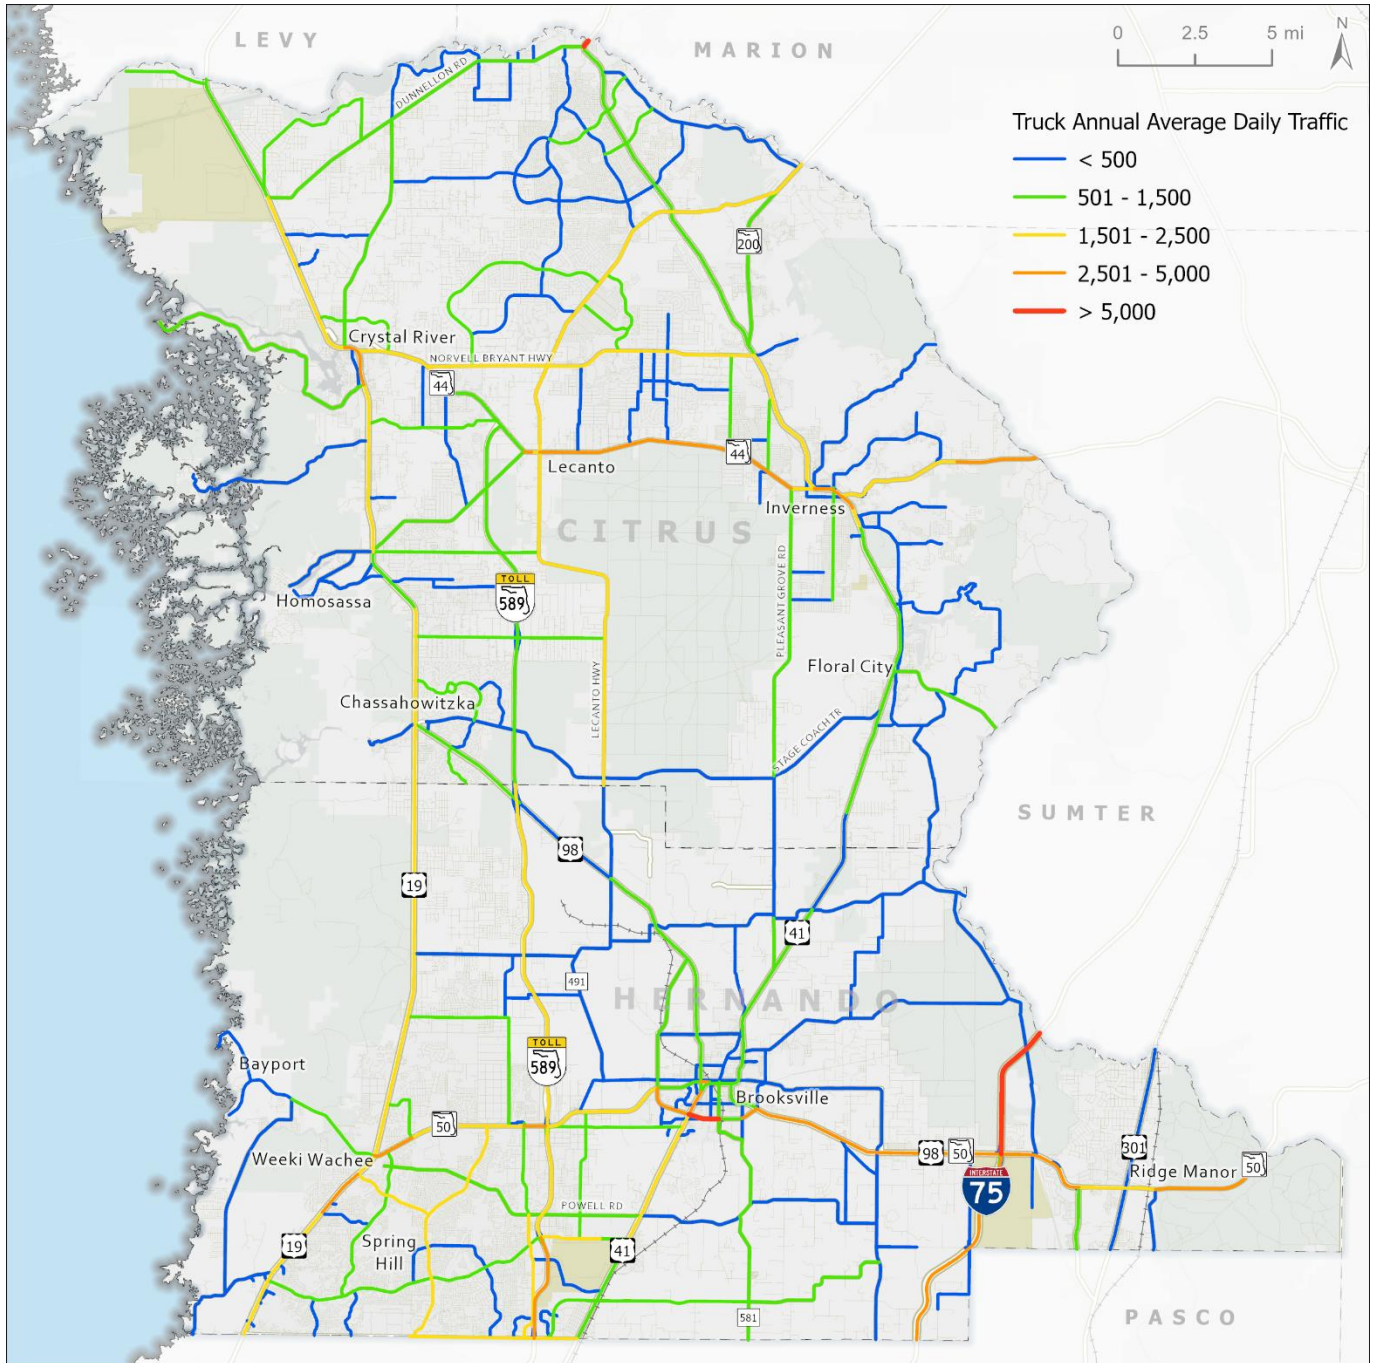 LEVY
MARION
0 2.5 5 mi
N
Truck Annual Average Daily Traffic
< 500
501 - 1,500
1,501 - 2,500
2,501 - 5,000
> 5,000
DUNNELLON RD
200
Crystal River
NORVELL BRYANT HWY
44
44
Lecanto
Inverness
CITRUS
PLEASANT GROVE RD
TOLL
589
Homosassa
Floral City
LECANTO HWY
Chassahowitzka
STAGE COACH TR
SUMTER
98
19
41
491
HERNANDO
TOLL
589
Bayport
Brooksville
50
Weeki Wachee
98
50
301
Ridge Manor
50
INTERSTATE
75
POWELL RD
19
Spring
Hill
41
581
PASCO